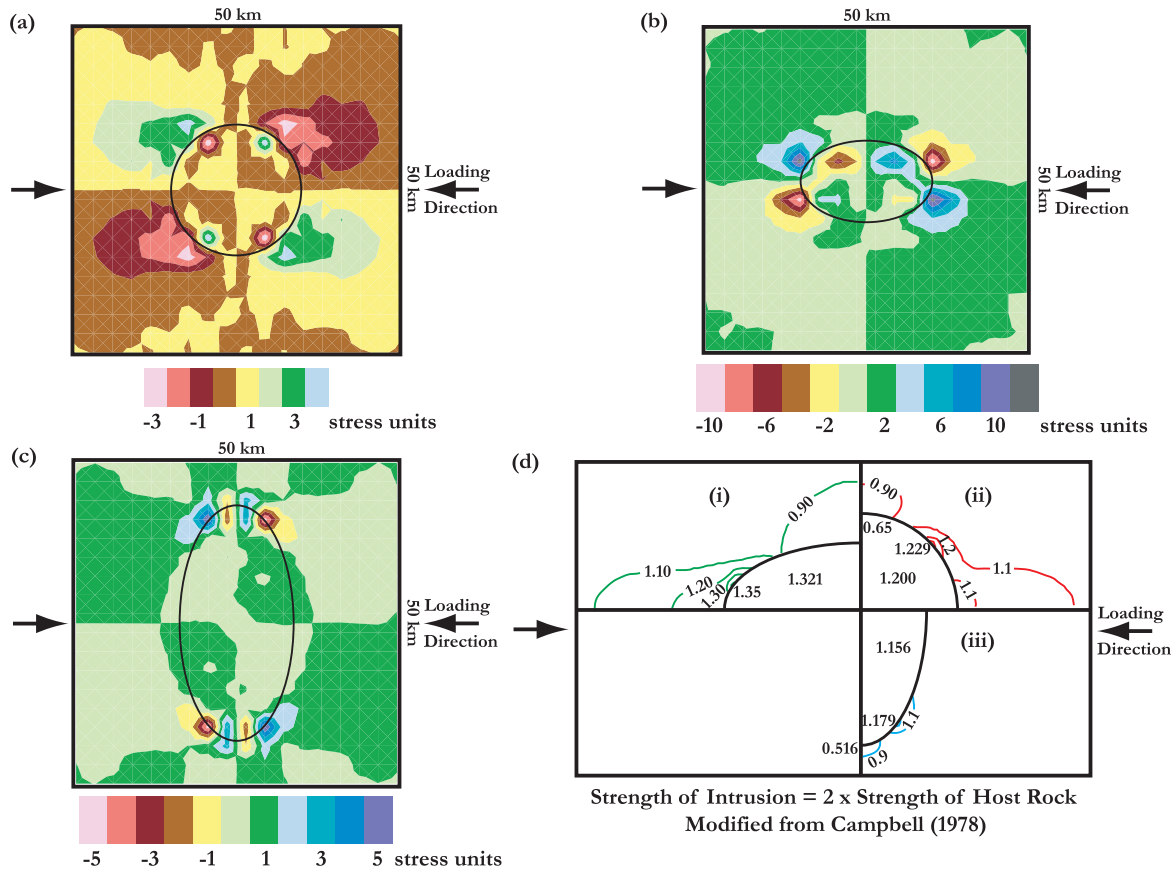 (a)
50 km
50 km
Loading
Direction
-3 -1 1 3 stress units
(b)
50 km
50 km
Loading
Direction
-10 -6 -2 2 6 10 stress units
(c)
50 km
50 km
Loading
Direction
-5 -3 -1 1 3 5 stress units
(d)
(i)
0.90
1.10
1.20
1.30
1.35
1.321
(ii)
0.90
0.65
1.2
1.229
1.200
1.1
1.1
Loading
Direction
(iii)
1.156
1.179
1.1
0.516
0.9
Strength of Intrusion = 2 x Strength of Host Rock
Modified from Campbell (1978)